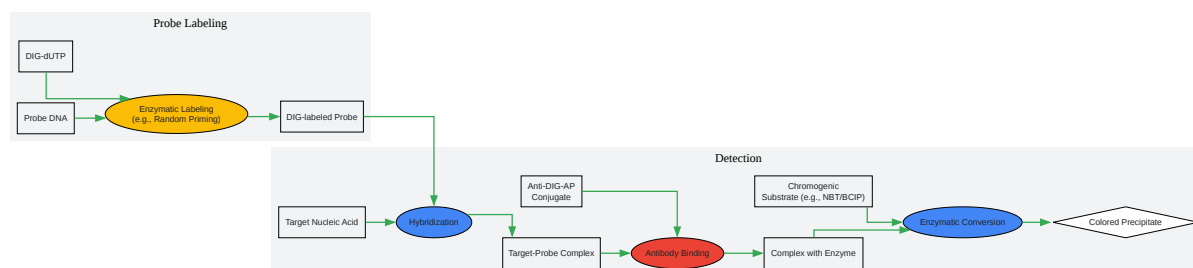 Probe Labeling
DIG-dUTP
Probe DNA
Enzymatic Labeling
(e.g., Random Priming)
DIG-labeled Probe
Detection
Target Nucleic Acid
Hybridization
Anti-DIG-AP
Conjugate
Target-Probe Complex
Antibody Binding
Chromogenic
Substrate (e.g., NBT/BCIP)
Complex with Enzyme
Enzymatic Conversion
Colored Precipitate